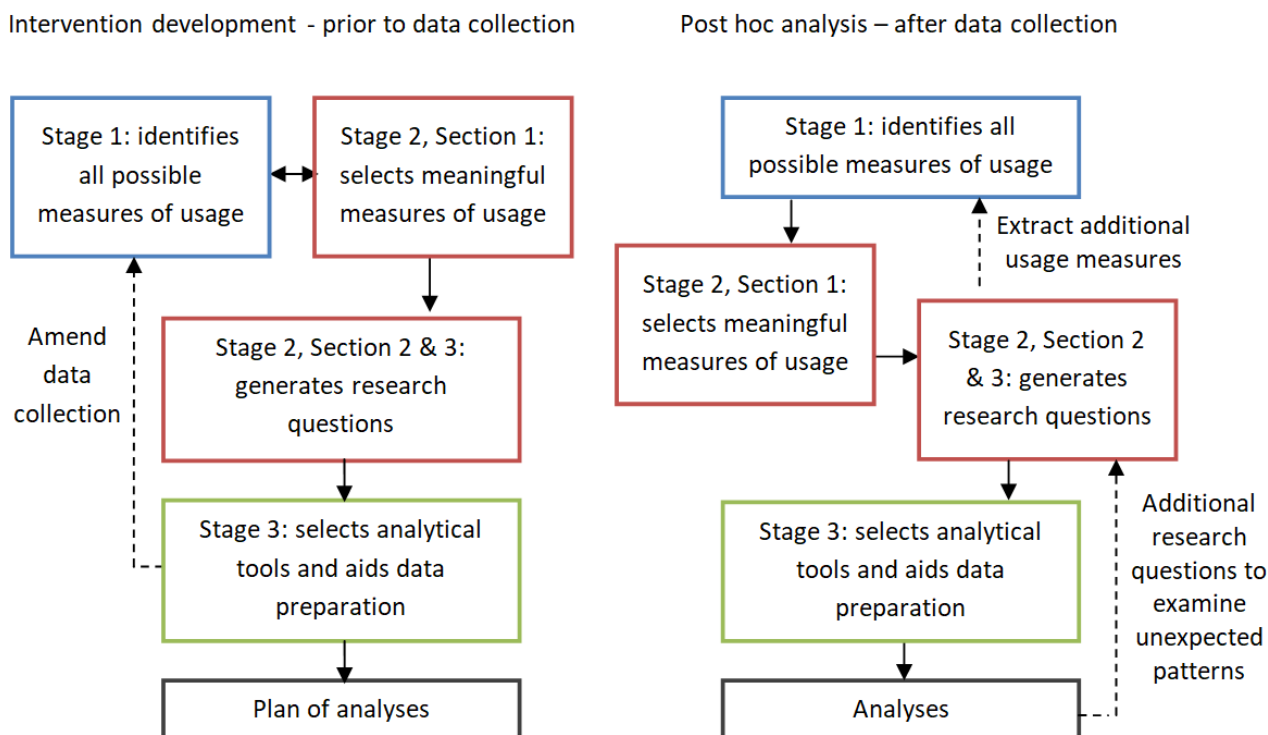 Intervention development - prior to data collection
Post hoc analysis – after data collection
Stage 1: identifies
all possible
measures of usage
Stage 2, Section 1:
selects meaningful
measures of usage
Amend
data
collection
Stage 2, Section 2 & 3:
generates research
questions
Stage 3: selects analytical
tools and aids data
preparation
Plan of analyses
Stage 1: identifies all
possible measures of usage
Extract additional
usage measures
Stage 2, Section 1:
selects meaningful
measures of usage
Stage 2, Section 2
& 3: generates
research questions
Stage 3: selects analytical
tools and aids data
preparation
Additional
research
questions to
examine
unexpected
patterns
Analyses